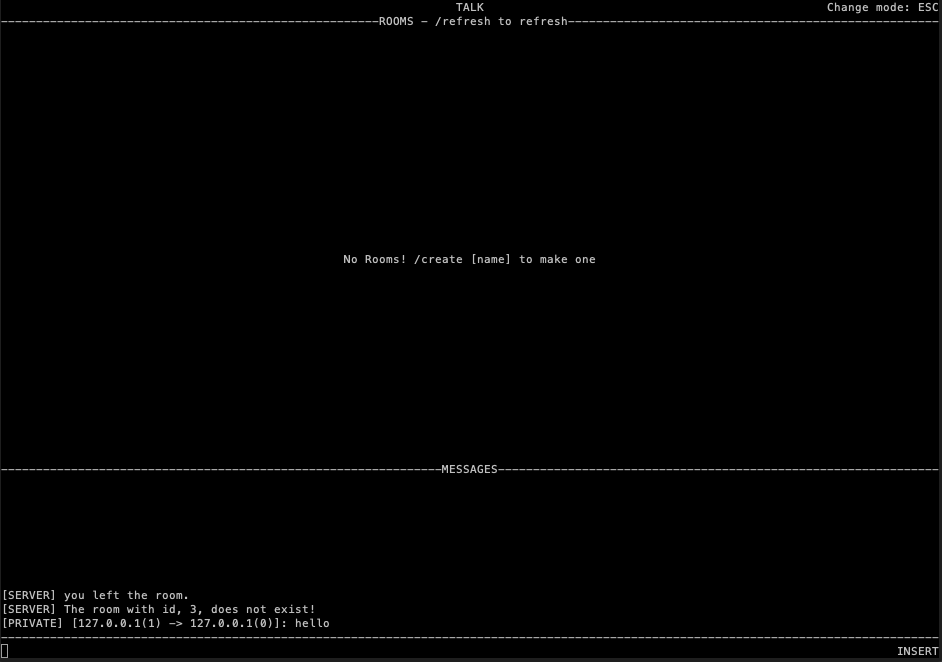 TALK Change mode: ESC
ROOMS — /refresh to refresh
No Rooms! /create [name] to make one
MESSAGES
[SERVER] you left the room.
[SERVER] The room with id, 3, does not exist!
[PRIVATE] [127.0.0.1(1) —> 127.0.0.1(0)]: hello
INSERT